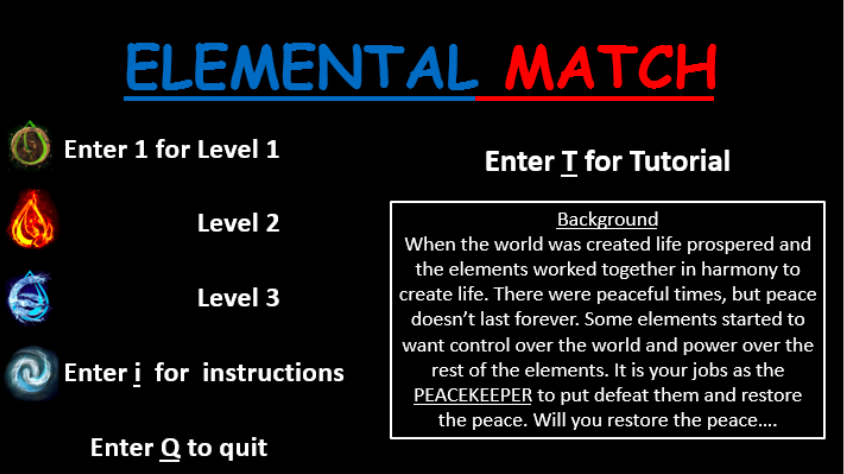 ELEMENTAL MATCH
Enter 1 for Level 1
Level 2
Level 3
Enter i for instructions
Enter Q to quit
Enter T for Tutorial
Background
When the world was created life prospered and
the elements worked together in harmony to
create life. There were peaceful times, but peace
doesn’t last forever. Some elements started to
want control over the world and power over the
rest of the elements. It is your jobs as the
PEACEKEEPER to put defeat them and restore
the peace. Will you restore the peace….